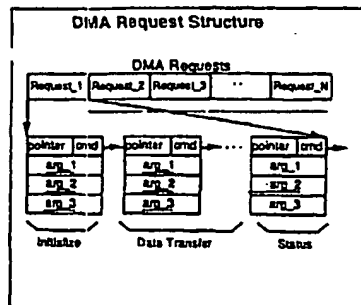 DMA Request Structure
DMA Requests
Request_1 Request_2 Request_3 ·· Request_N
pointer cmd pointer cmd ··· pointer cmd
arg_1 arg_1 arg_1
arg_2 arg_2 arg_2
arg_3 arg_3 arg_3
Initialize Data Transfer Status